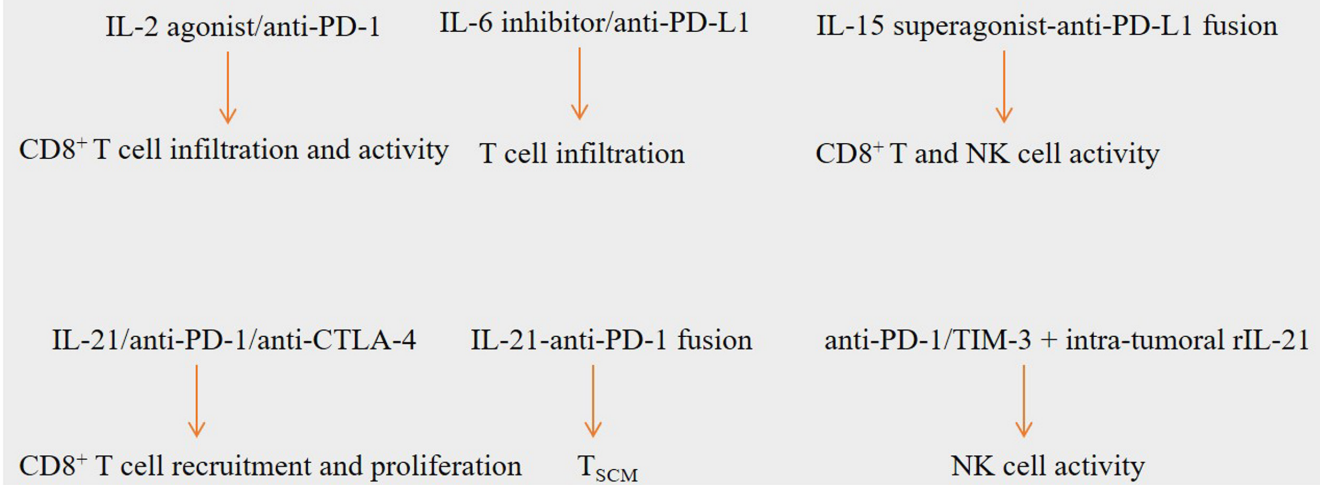 IL-2 agonist/anti-PD-1
IL-6 inhibitor/anti-PD-L1
IL-15 superagonist-anti-PD-L1 fusion
CD8⁺ T cell infiltration and activity
T cell infiltration
CD8⁺ T and NK cell activity
IL-21/anti-PD-1/anti-CTLA-4
IL-21-anti-PD-1 fusion
anti-PD-1/TIM-3 + intra-tumoral rIL-21
CD8⁺ T cell recruitment and proliferation
TSCM
NK cell activity